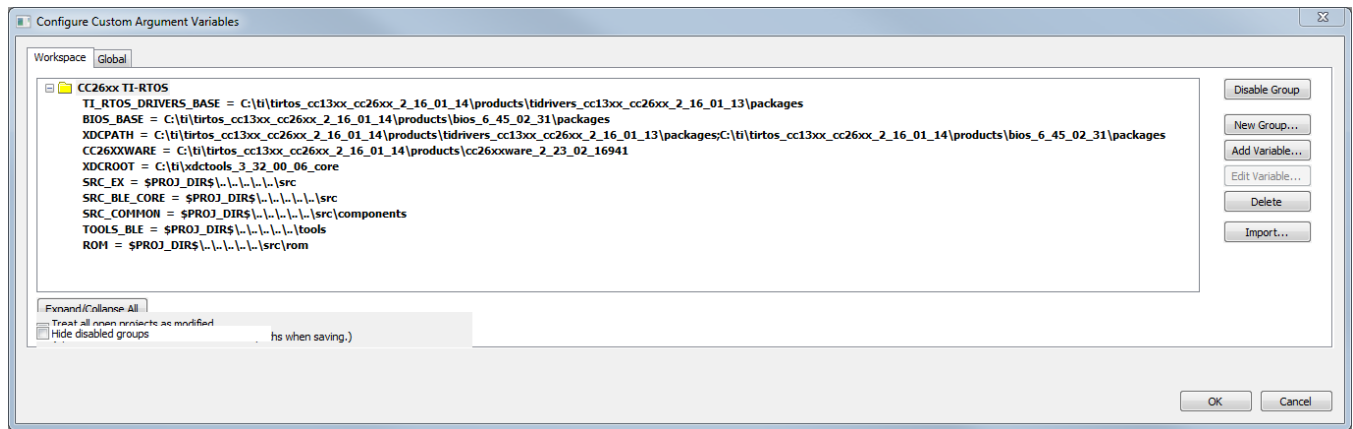 Configure Custom Argument Variables
Workspace Global
CC26xx TI-RTOS
TI_RTOS_DRIVERS_BASE = C:\ti\tirtos_cc13xx_cc26xx_2_16_01_14\products\tidrivers_cc13xx_cc26xx_2_16_01_13\packages
BIOS_BASE = C:\ti\tirtos_cc13xx_cc26xx_2_16_01_14\products\bios_6_45_02_31\packages
XDCPATH = C:\ti\tirtos_cc13xx_cc26xx_2_16_01_14\products\tidrivers_cc13xx_cc26xx_2_16_01_13\packages;C:\ti\tirtos_cc13xx_cc26xx_2_16_01_14\products\bios_6_45_02_31\packages
CC26XXWARE = C:\ti\tirtos_cc13xx_cc26xx_2_16_01_14\products\cc26xxware_2_23_02_16941
XDCROOT = C:\ti\xdctools_3_32_00_06_core
SRC_EX = $PROJ_DIR$\..\..\..\..\..\src
SRC_BLE_CORE = $PROJ_DIR$\..\..\..\..\..\src
SRC_COMMON = $PROJ_DIR$\..\..\..\..\..\src\components
TOOLS_BLE = $PROJ_DIR$\..\..\..\..\..\tools
ROM = $PROJ_DIR$\..\..\..\..\..\src\rom
Disable Group
New Group...
Add Variable...
Edit Variable...
Delete
Import...
Expand/Collapse All
Treat all open projects as modified
Hide disabled groups
hs when saving.)
OK Cancel